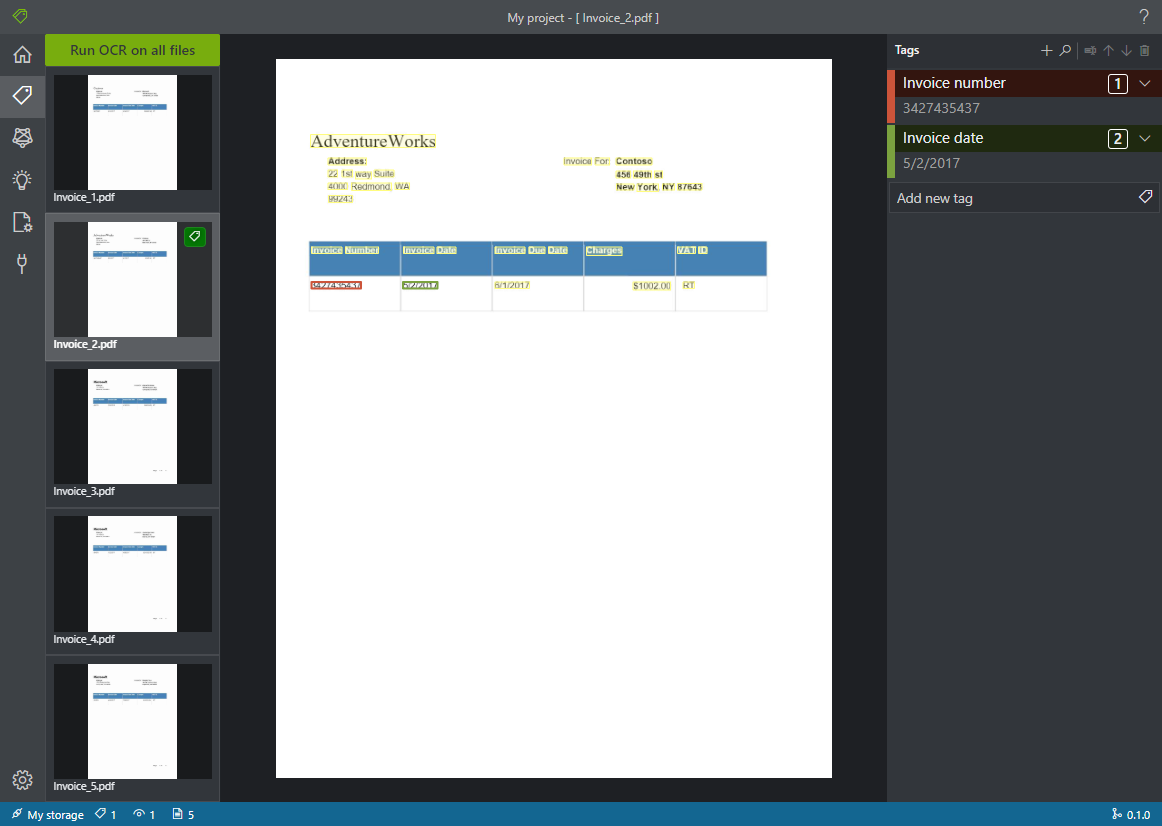 My project - [ Invoice_2.pdf ]
?
Run OCR on all files
Invoice_1.pdf
Invoice_2.pdf
Invoice_3.pdf
Invoice_4.pdf
Invoice_5.pdf
AdventureWorks
Address:
22 1st way Suite
4000 Redmond, WA
99243
Invoice For: Contoso
456 49th st
New York, NY 87643
Invoice Number Invoice Date Invoice Due Date Charges VAT ID
3427435437 5/2/2017 6/1/2017 $1002.00 RT
Tags
Invoice number 1
3427435437
Invoice date 2
5/2/2017
Add new tag
My storage 1 1 5 0.1.0